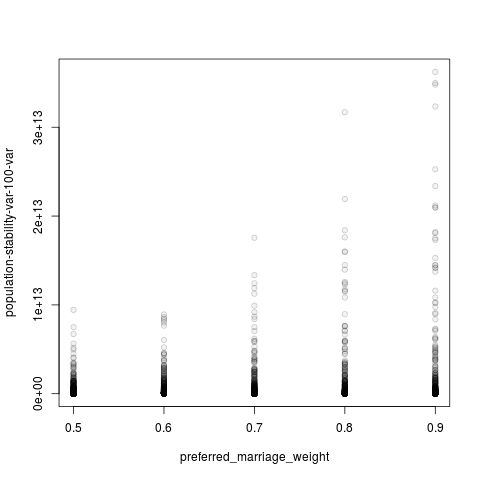 population-stability-var-100-var
3e+13
2e+13
1e+13
0e+00
0.5 0.6 0.7 0.8 0.9
preferred_marriage_weight